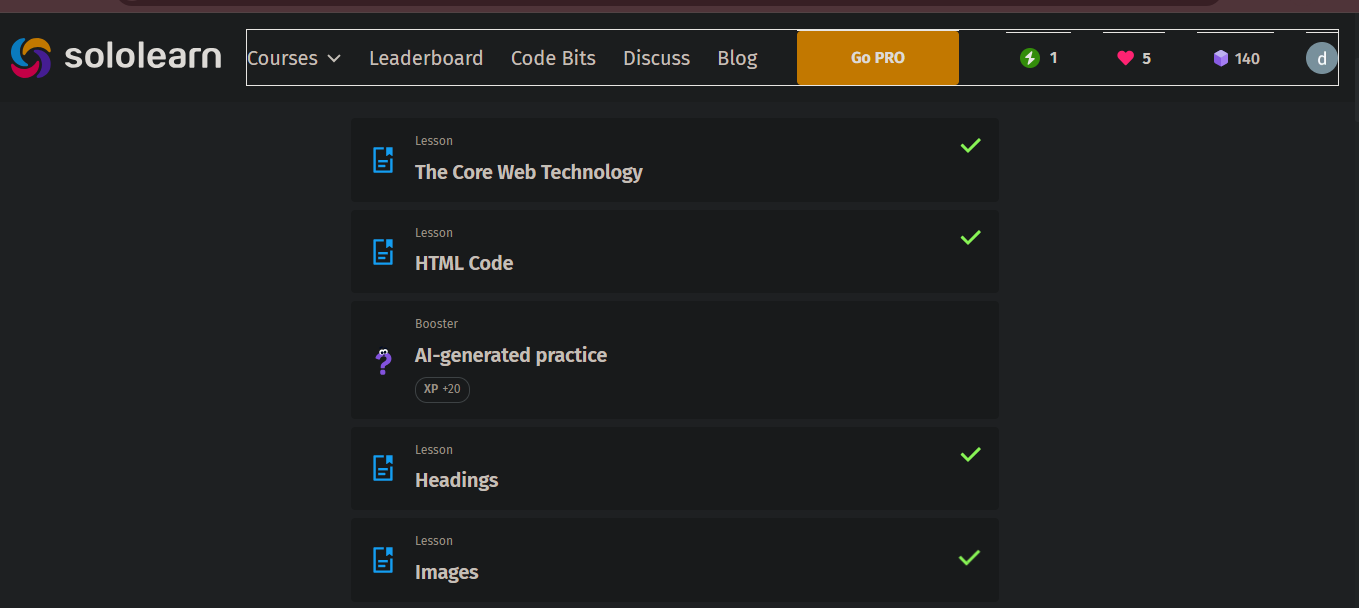 sololearn
Courses Leaderboard Code Bits Discuss Blog Go PRO 1 5 140 d
Lesson
The Core Web Technology
Lesson
HTML Code
Booster
AI-generated practice
XP +20
Lesson
Headings
Lesson
Images